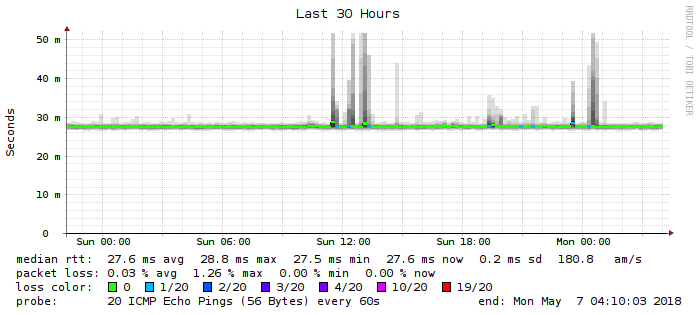 Last 30 Hours
RRDTOOL / TOBI OETIKER
Seconds
50 m
40 m
30 m
20 m
10 m
0
Sun 00:00 Sun 06:00 Sun 12:00 Sun 18:00 Mon 00:00
median rtt: 27.6 ms avg 28.8 ms max 27.5 ms min 27.6 ms now 0.2 ms sd 180.8 am/s
packet loss: 0.03 % avg 1.26 % max 0.00 % min 0.00 % now
loss color: 0 1/20 2/20 3/20 4/20 10/20 19/20
probe: 20 ICMP Echo Pings (56 Bytes) every 60s end: Mon May 7 04:10:03 2018